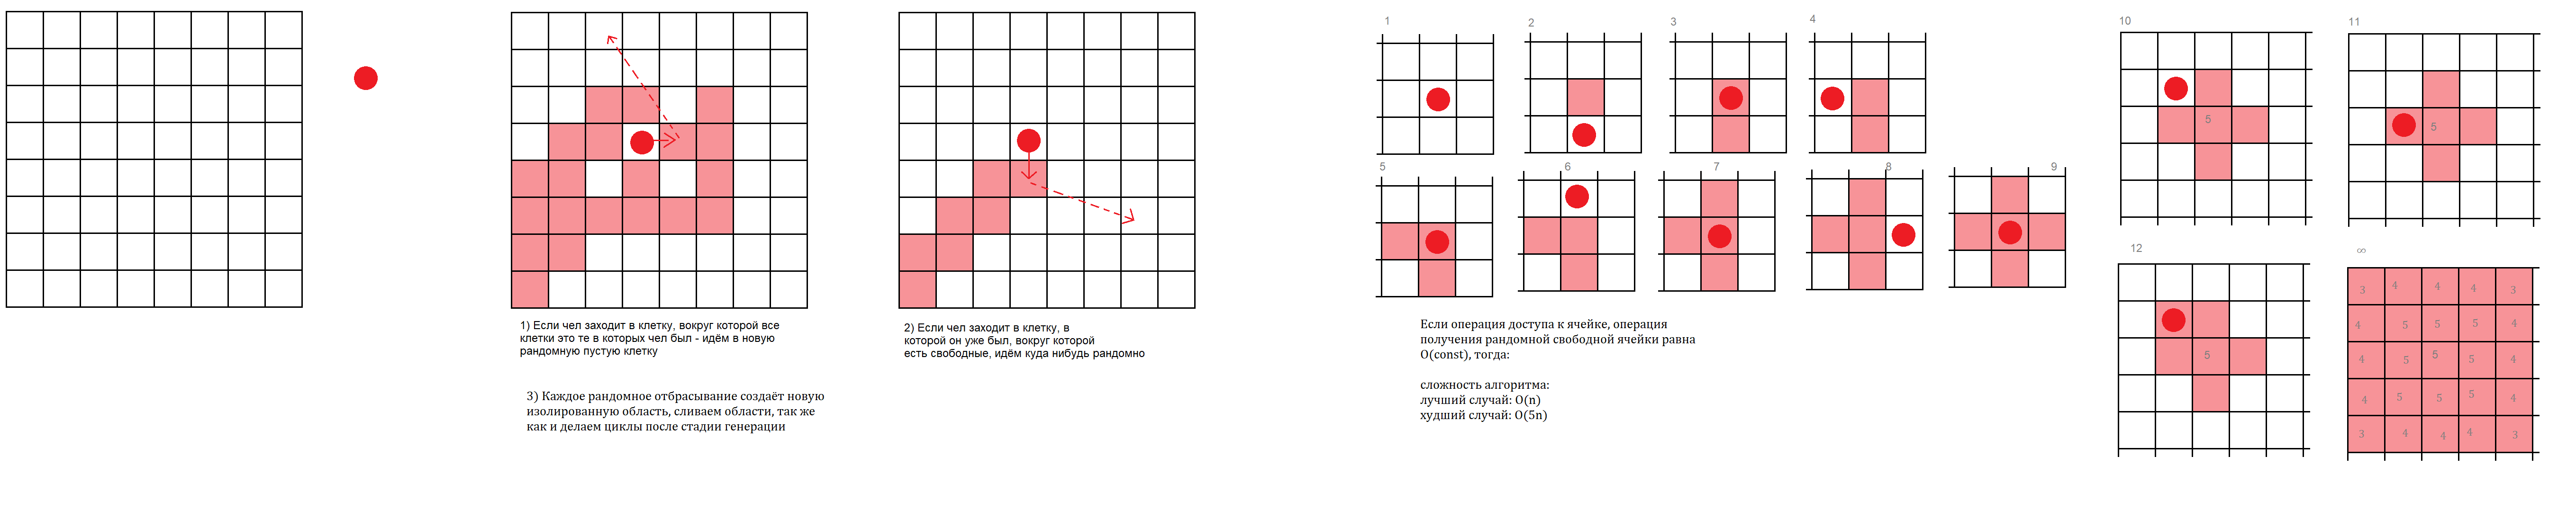 1) Если чел заходит в клетку, вокруг которой все
клетки это те в которых чел был - идём в новую
рандомную пустую клетку
3) Каждое рандомное отбрасывание создаёт новую
изолированную область, сливаем области, так же
как и делаем циклы после стадии генерации
2) Если чел заходит в клетку, в
которой он уже был, вокруг которой
есть свободные, идём куда нибудь рандомно
1
2
3
4
5
6
7
8
9
Если операция доступа к ячейке, операция
получения рандомной свободной ячейки равна
O(const), тогда:
сложность алгоритма:
лучший случай: O(n)
худший случай: O(5n)
10
5
11
5
12
5
∞
3 4 4 4 3
4 5 5 5 4
4 5 5 5 4
4 5 5 5 4
3 4 4 4 3